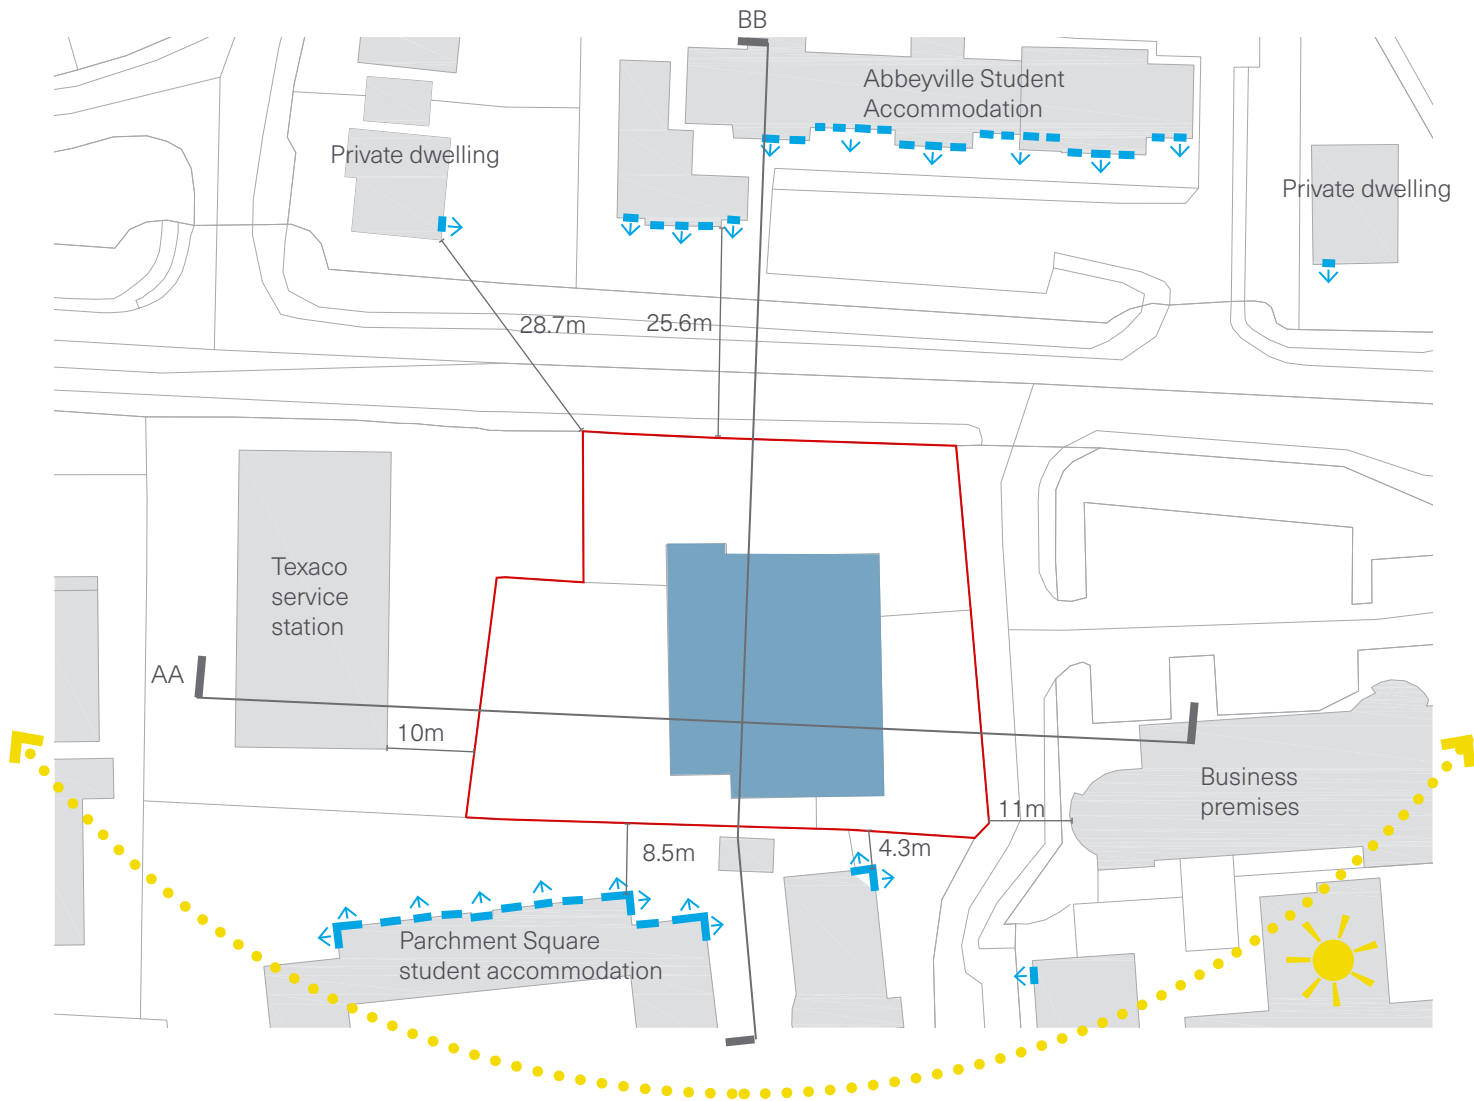 BB
Abbeyville Student
Accommodation
Private dwelling
Private dwelling
28.7m
25.6m
Texaco
service
station
AA
10m
Business
premises
11m
8.5m
4.3m
Parchment Square
student accommodation